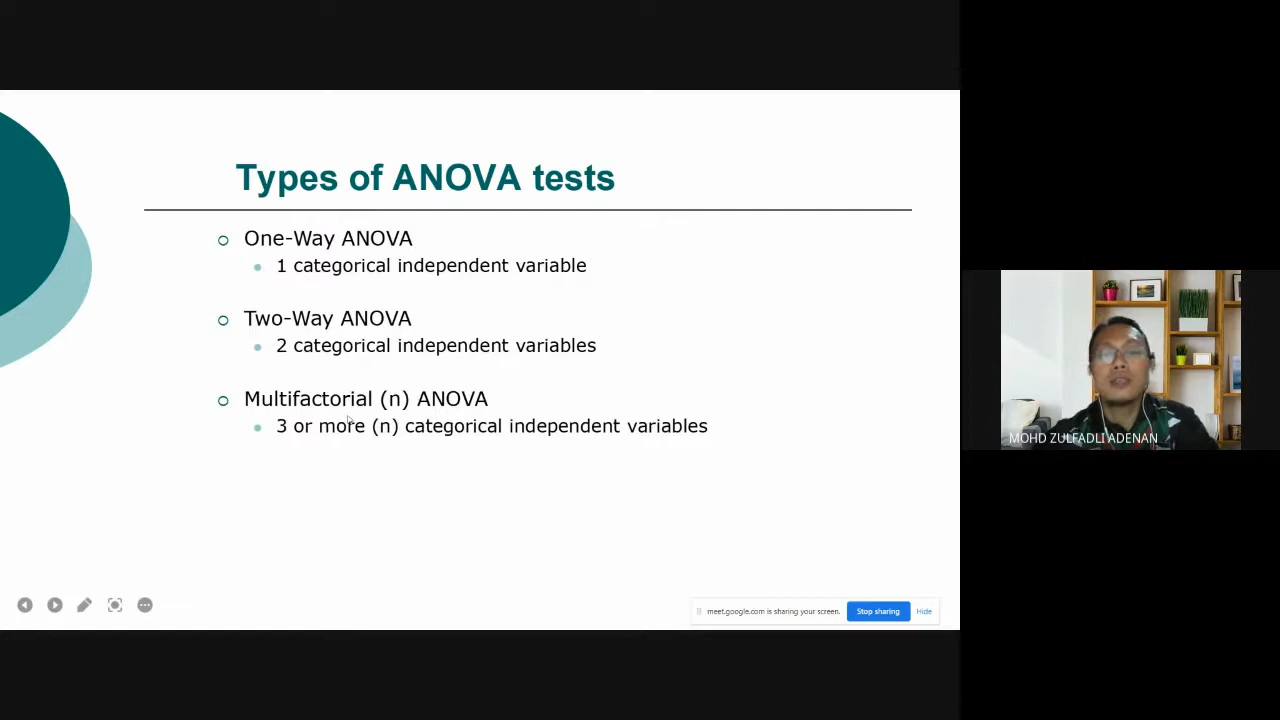 Types of ANOVA tests
One-Way ANOVA
1 categorical independent variable
Two-Way ANOVA
2 categorical independent variables
Multifactorial (n) ANOVA
3 or more (n) categorical independent variables
meet.google.com is sharing your screen.
Stop sharing
Hide
MOHD ZULFADLI ADENAN